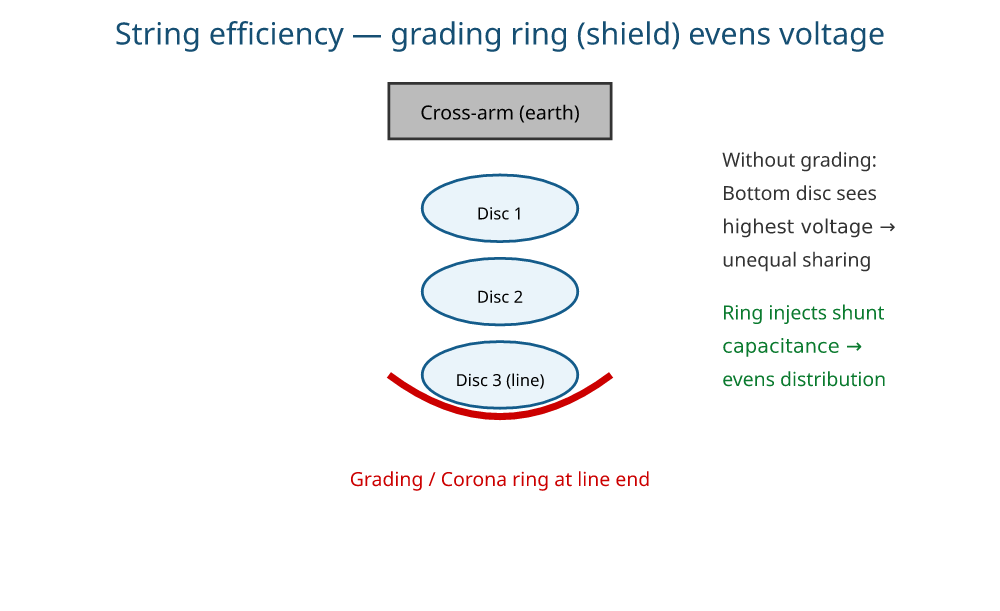 String efficiency — grading ring (shield) evens voltage
Cross-arm (earth)
Disc 1
Disc 2
Disc 3 (line)
Grading / Corona ring at line end
Without grading:
Bottom disc sees
highest voltage →
unequal sharing
Ring injects shunt
capacitance →
evens distribution